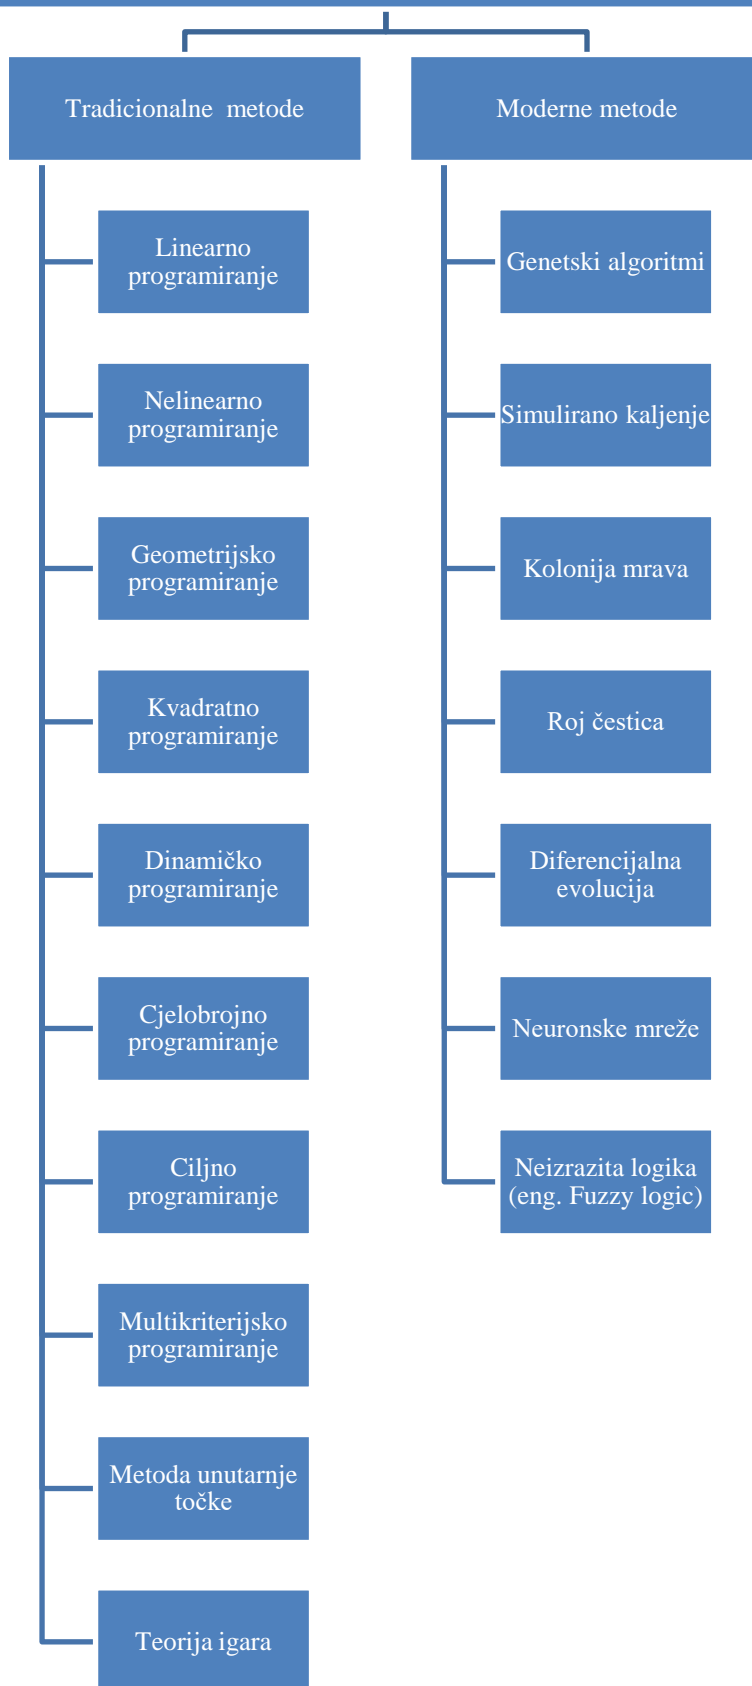 Tradicionalne metode
Linearno
programiranje
Nelinearno
programiranje
Geometrijsko
programiranje
Kvadratno
programiranje
Dinamičko
programiranje
Cjelobrojno
programiranje
Ciljno
programiranje
Multikriterijsko
programiranje
Metoda unutarnje
točke
Teorija igara
Moderne metode
Genetski algoritmi
Simulirano kaljenje
Kolonija mrava
Roj čestica
Diferencijalna
evolucija
Neuronske mreže
Neizrazita logika
(eng. Fuzzy logic)